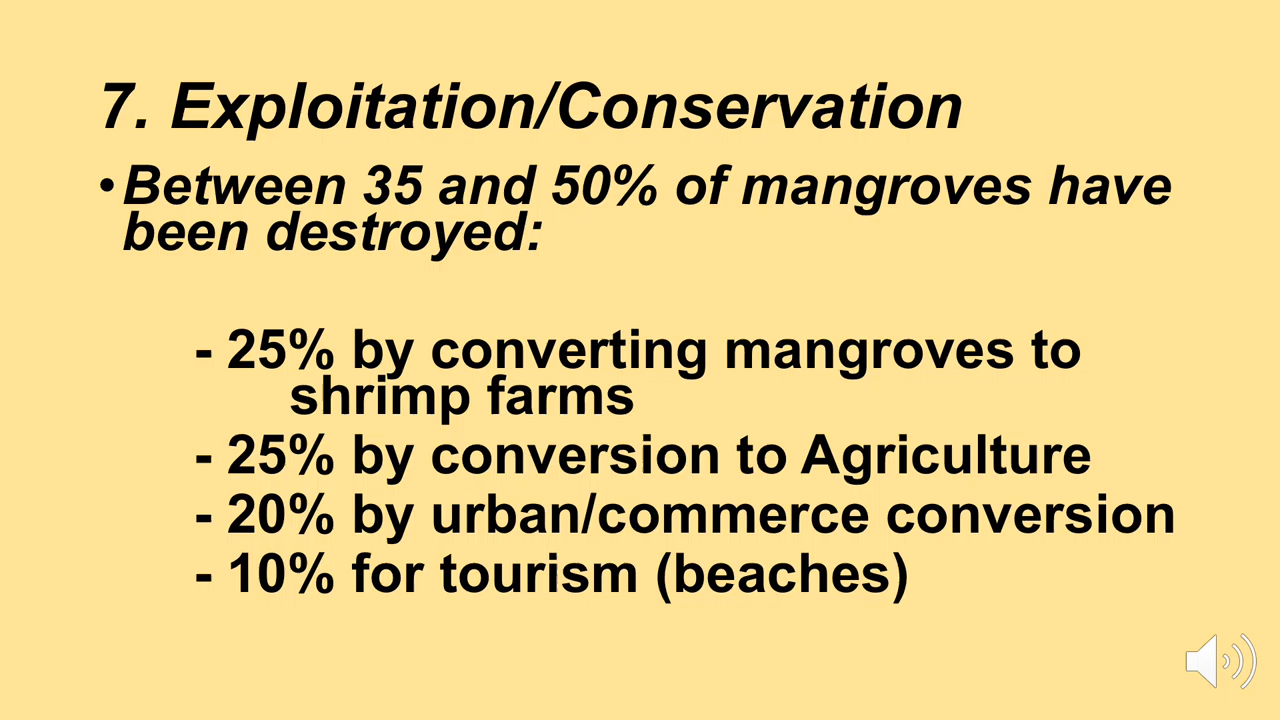 7. Exploitation/Conservation
•Between 35 and 50% of mangroves have
been destroyed:
- 25% by converting mangroves to
shrimp farms
- 25% by conversion to Agriculture
- 20% by urban/commerce conversion
- 10% for tourism (beaches)